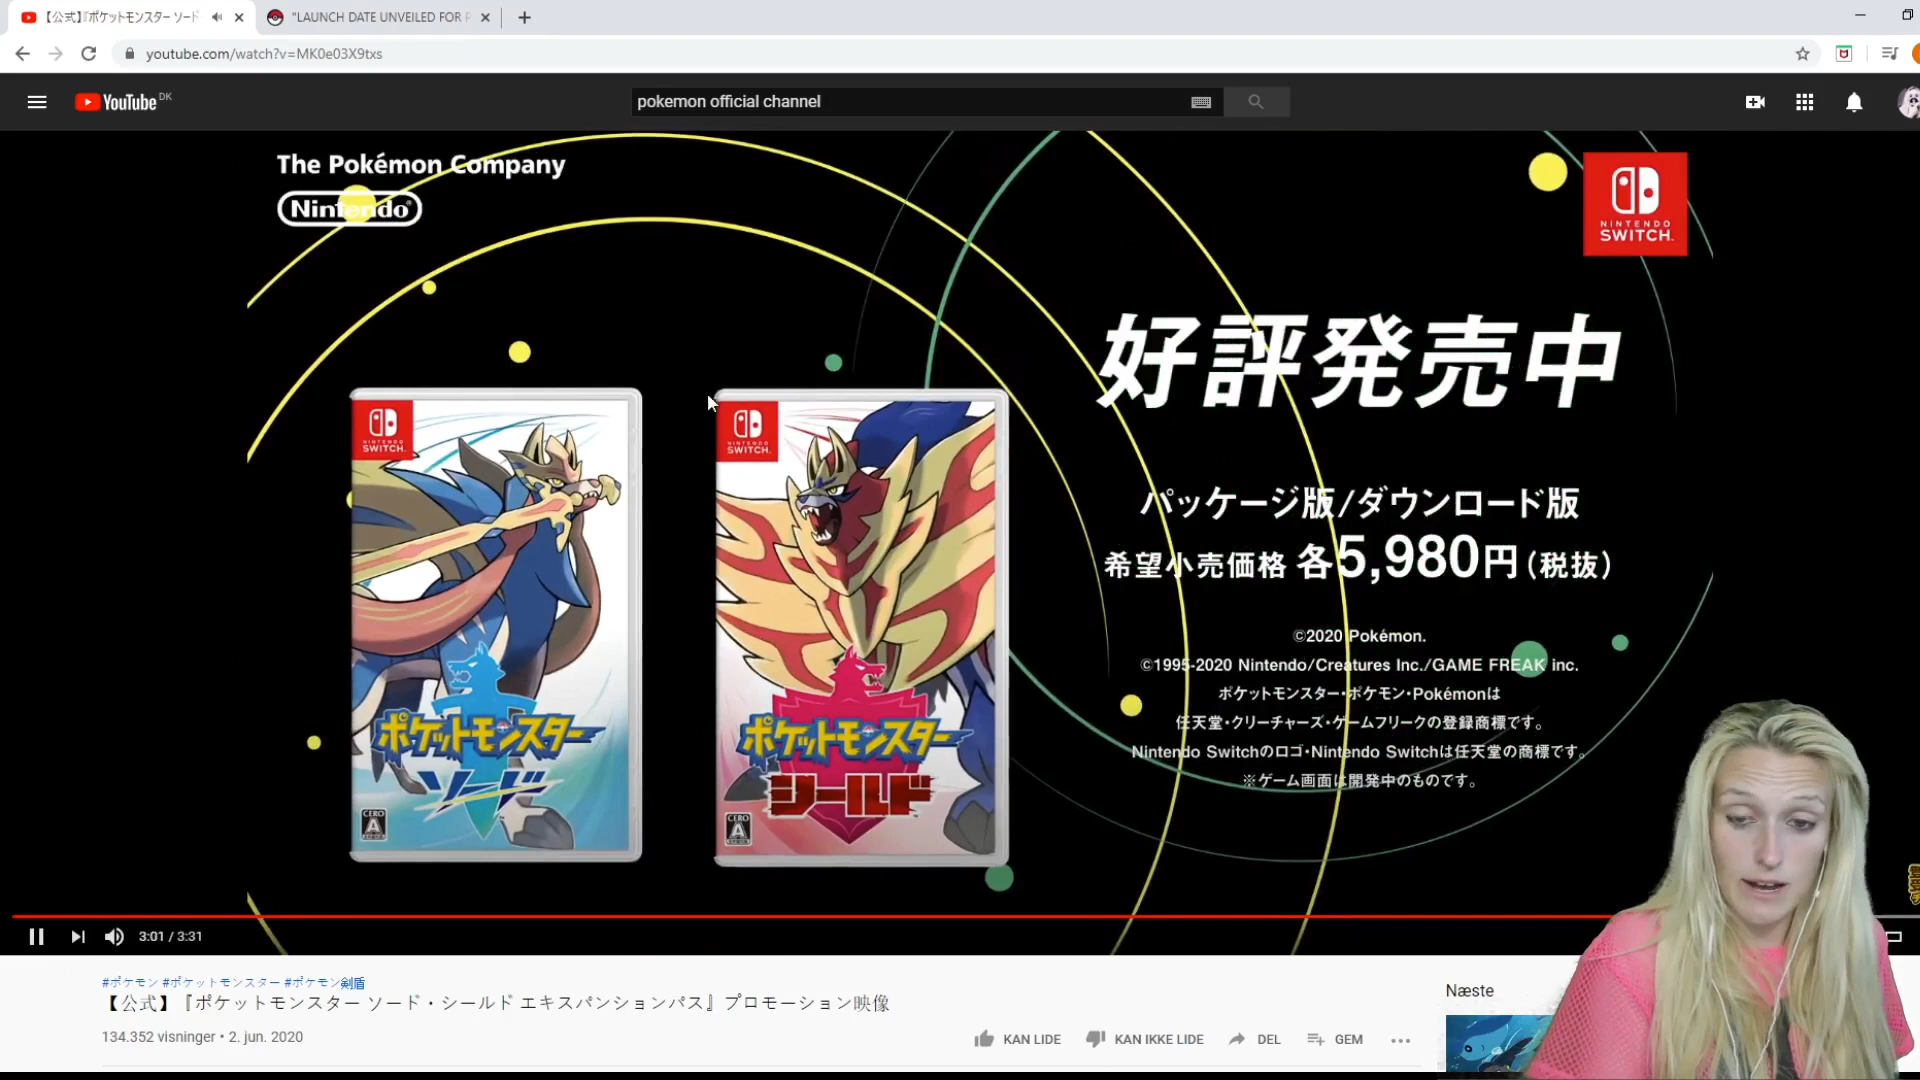 【公式】『ポケットモンスター ソード
"LAUNCH DATE UNVEILED FOR P
youtube.com/watch?v=MK0e03X9txs
YouTube DK
pokemon official channel
The Pokémon Company
Nintendo
NINTENDO
SWITCH
好評発売中
パッケージ版/ダウンロード版
希望小売価格 各5,980円(税抜)
NINTENDO
SWITCH
ポケットモンスター
ソード
CERO
A
NINTENDO
SWITCH
ポケットモンスター
シールド
CERO
A
©2020 Pokémon.
©1995-2020 Nintendo/Creatures Inc./GAME FREAK inc.
ポケットモンスター・ポケモン・Pokémonは
任天堂・クリーチャーズ・ゲームフリークの登録商標です。
Nintendo Switchのロゴ・Nintendo Switchは任天堂の商標です。
※ゲーム画面は開発中のものです。
3:01 / 3:31
#ポケモン #ポケットモンスター #ポケモン剣盾
【公式】『ポケットモンスター ソード・シールド エキスパンションパス』プロモーション映像
134.352 visninger • 2. jun. 2020
KAN LIDE
KAN IKKE LIDE
DEL
GEM
Næste